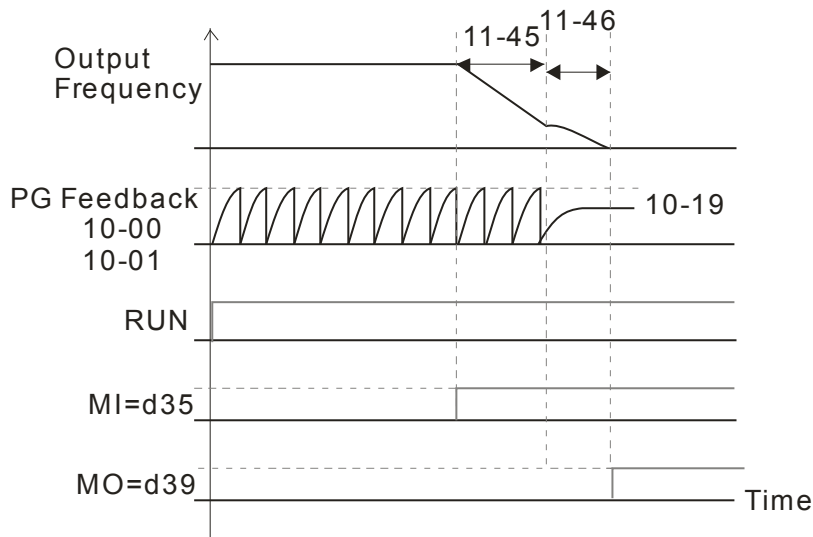 11-45
11-46
Output
Frequency
PG Feedback
10-00
10-01
10-19
RUN
MI=d35
MO=d39
Time